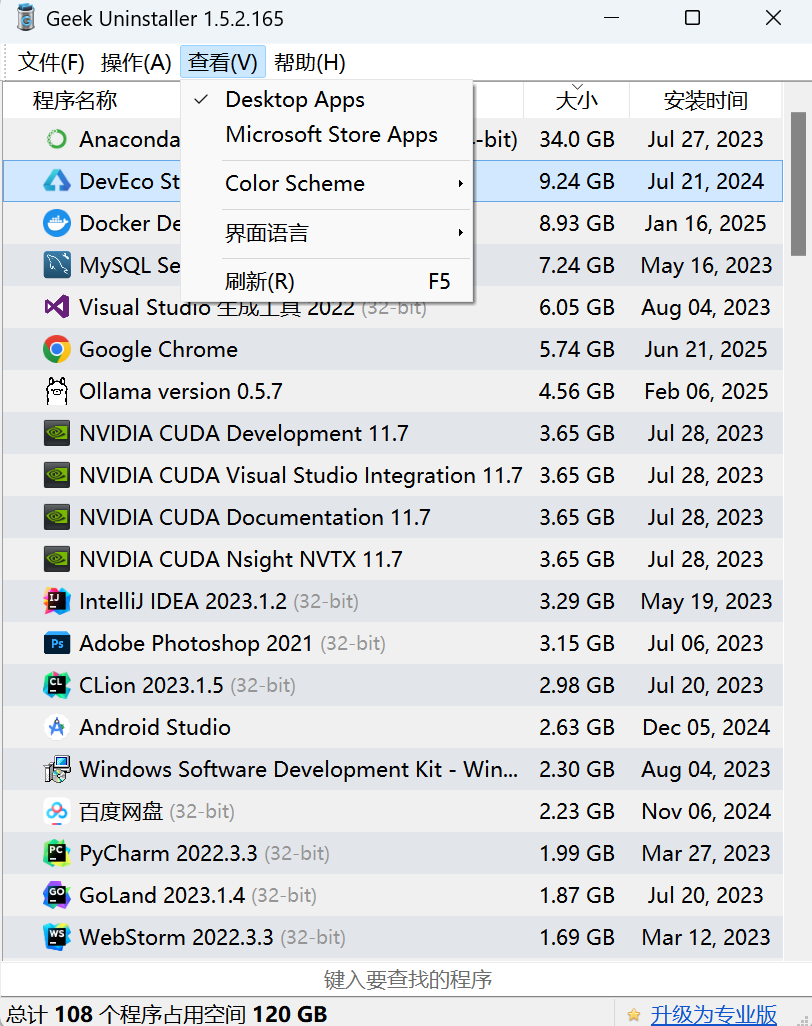 Geek Uninstaller 1.5.2.165
文件(F) 操作(A) 查看(V) 帮助(H)
程序名称 大小 安装时间
Desktop Apps
Microsoft Store Apps
Color Scheme
界面语言
刷新(R) F5
Anaconda -bit) 34.0 GB Jul 27, 2023
DevEco St 9.24 GB Jul 21, 2024
Docker De 8.93 GB Jan 16, 2025
MySQL Se 7.24 GB May 16, 2023
Visual Studio 生成工具 2022 (32-bit) 6.05 GB Aug 04, 2023
Google Chrome 5.74 GB Jun 21, 2025
Ollama version 0.5.7 4.56 GB Feb 06, 2025
NVIDIA CUDA Development 11.7 3.65 GB Jul 28, 2023
NVIDIA CUDA Visual Studio Integration 11.7 3.65 GB Jul 28, 2023
NVIDIA CUDA Documentation 11.7 3.65 GB Jul 28, 2023
NVIDIA CUDA Nsight NVTX 11.7 3.65 GB Jul 28, 2023
IntelliJ IDEA 2023.1.2 (32-bit) 3.29 GB May 19, 2023
Adobe Photoshop 2021 (32-bit) 3.15 GB Jul 06, 2023
CLion 2023.1.5 (32-bit) 2.98 GB Jul 20, 2023
Android Studio 2.63 GB Dec 05, 2024
Windows Software Development Kit - Win... 2.30 GB Aug 04, 2023
百度网盘 (32-bit) 2.23 GB Nov 06, 2024
PyCharm 2022.3.3 (32-bit) 1.99 GB Mar 27, 2023
GoLand 2023.1.4 (32-bit) 1.87 GB Jul 20, 2023
WebStorm 2022.3.3 (32-bit) 1.69 GB Mar 12, 2023
键入要查找的程序
总计 108 个程序占用空间 120 GB 升级为专业版